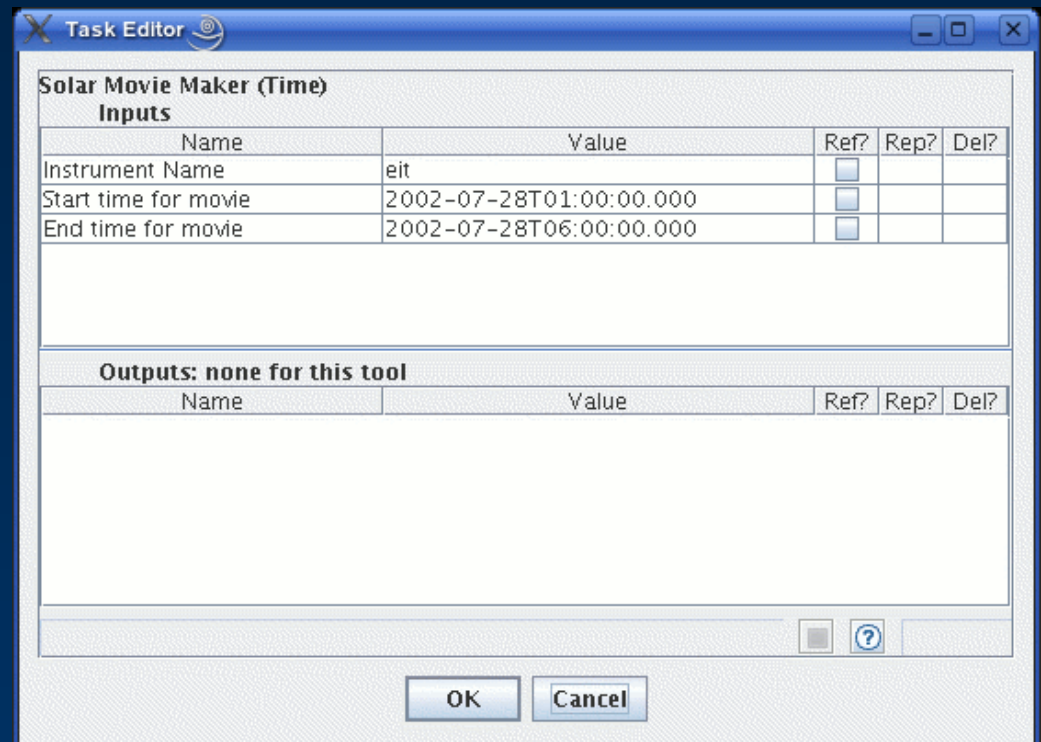 Task Editor
Solar Movie Maker (Time)
Inputs
Name Value Ref? Rep? Del?
Instrument Name eit
Start time for movie 2002-07-28T01:00:00.000
End time for movie 2002-07-28T06:00:00.000
Outputs: none for this tool
Name Value Ref? Rep? Del?
?
OK Cancel